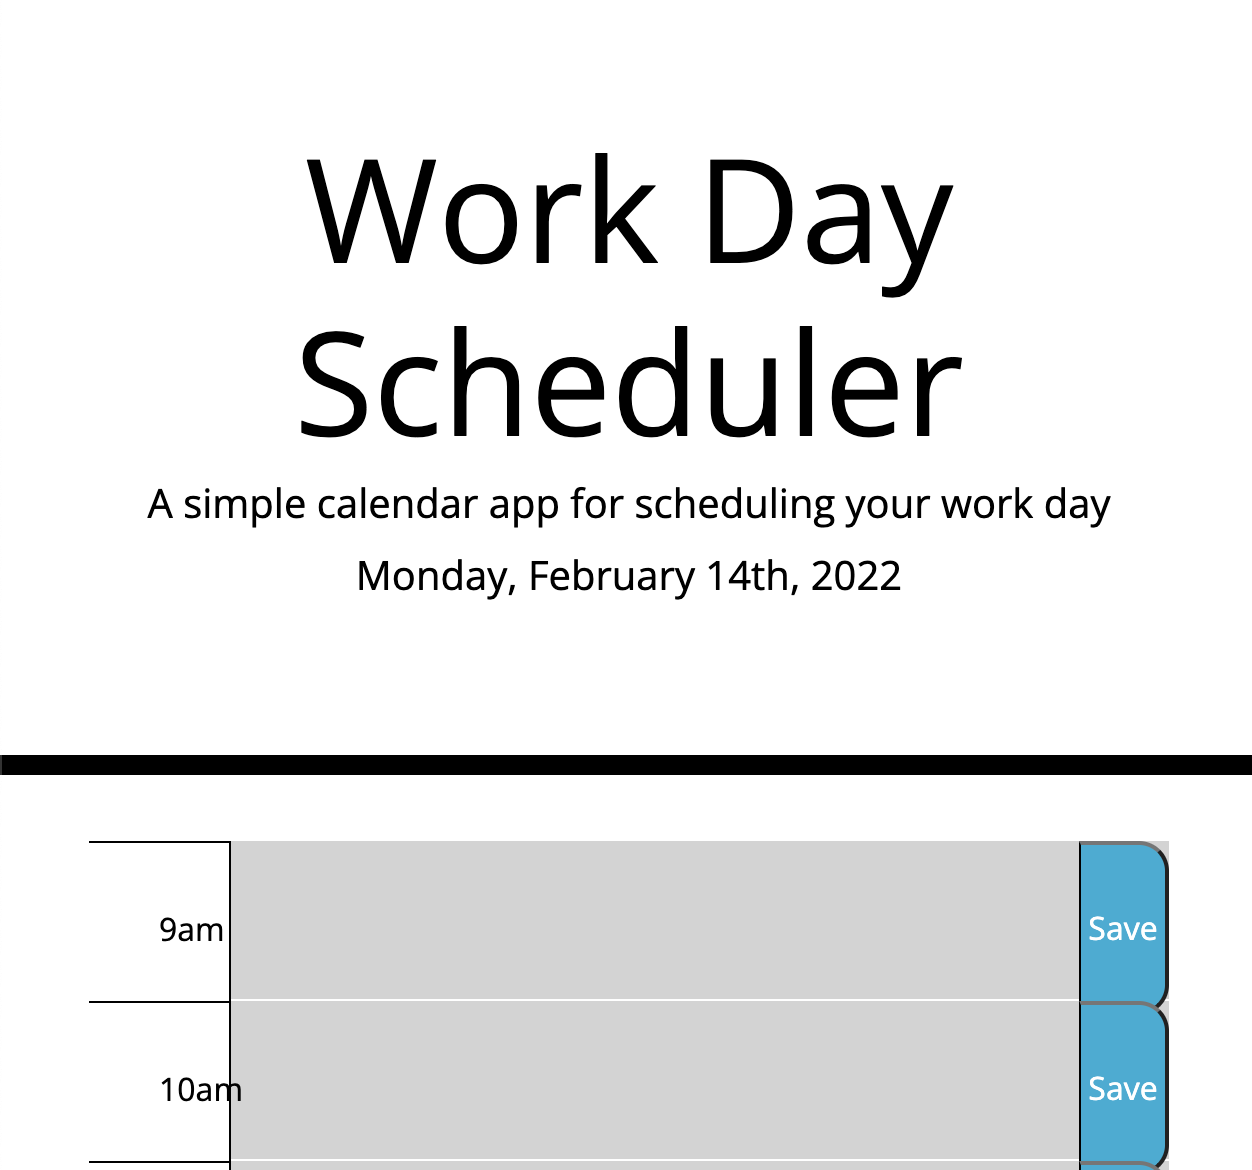 Work Day
Scheduler
A simple calendar app for scheduling your work day
Monday, February 14th, 2022
9am
Save
10am
Save